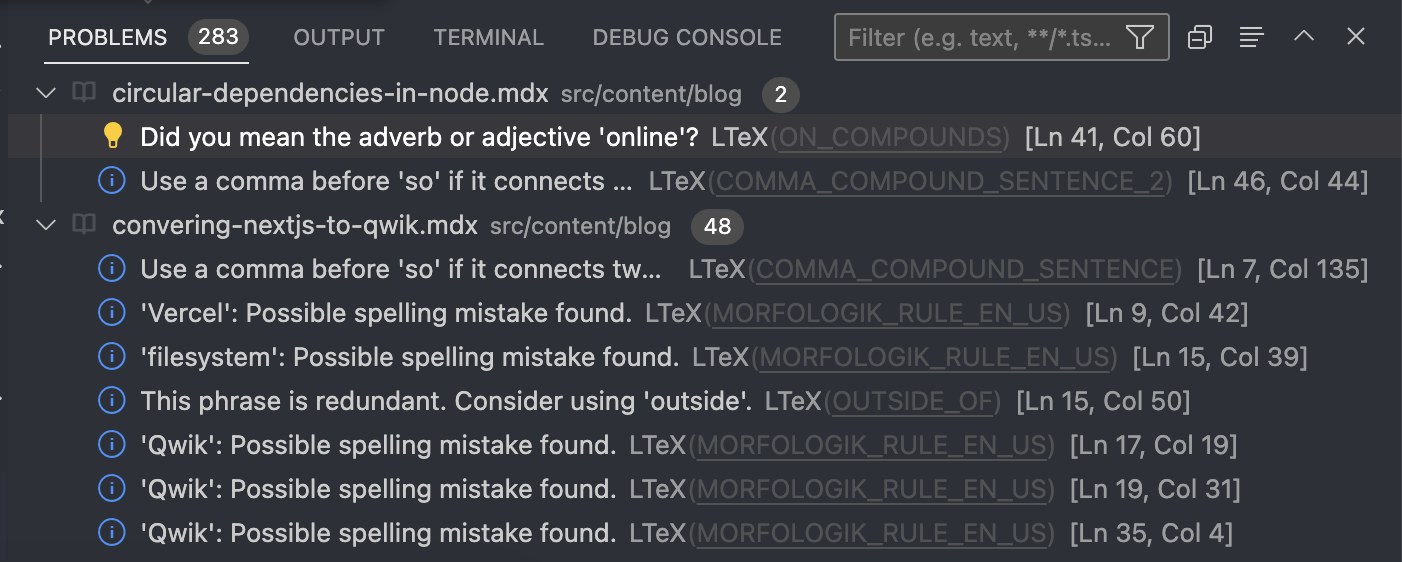 PROBLEMS 283 OUTPUT TERMINAL DEBUG CONSOLE Filter (e.g. text, **/*.ts...
circular-dependencies-in-node.mdx src/content/blog 2
Did you mean the adverb or adjective 'online'? LTeX(ON_COMPOUNDS) [Ln 41, Col 60]
Use a comma before 'so' if it connects ... LTeX(COMMA_COMPOUND_SENTENCE_2) [Ln 46, Col 44]
convering-nextjs-to-qwik.mdx src/content/blog 48
Use a comma before 'so' if it connects tw... LTeX(COMMA_COMPOUND_SENTENCE) [Ln 7, Col 135]
'Vercel': Possible spelling mistake found. LTeX(MORFOLOGIK_RULE_EN_US) [Ln 9, Col 42]
'filesystem': Possible spelling mistake found. LTeX(MORFOLOGIK_RULE_EN_US) [Ln 15, Col 39]
This phrase is redundant. Consider using 'outside'. LTeX(OUTSIDE_OF) [Ln 15, Col 50]
'Qwik': Possible spelling mistake found. LTeX(MORFOLOGIK_RULE_EN_US) [Ln 17, Col 19]
'Qwik': Possible spelling mistake found. LTeX(MORFOLOGIK_RULE_EN_US) [Ln 19, Col 31]
'Qwik': Possible spelling mistake found. LTeX(MORFOLOGIK_RULE_EN_US) [Ln 35, Col 4]